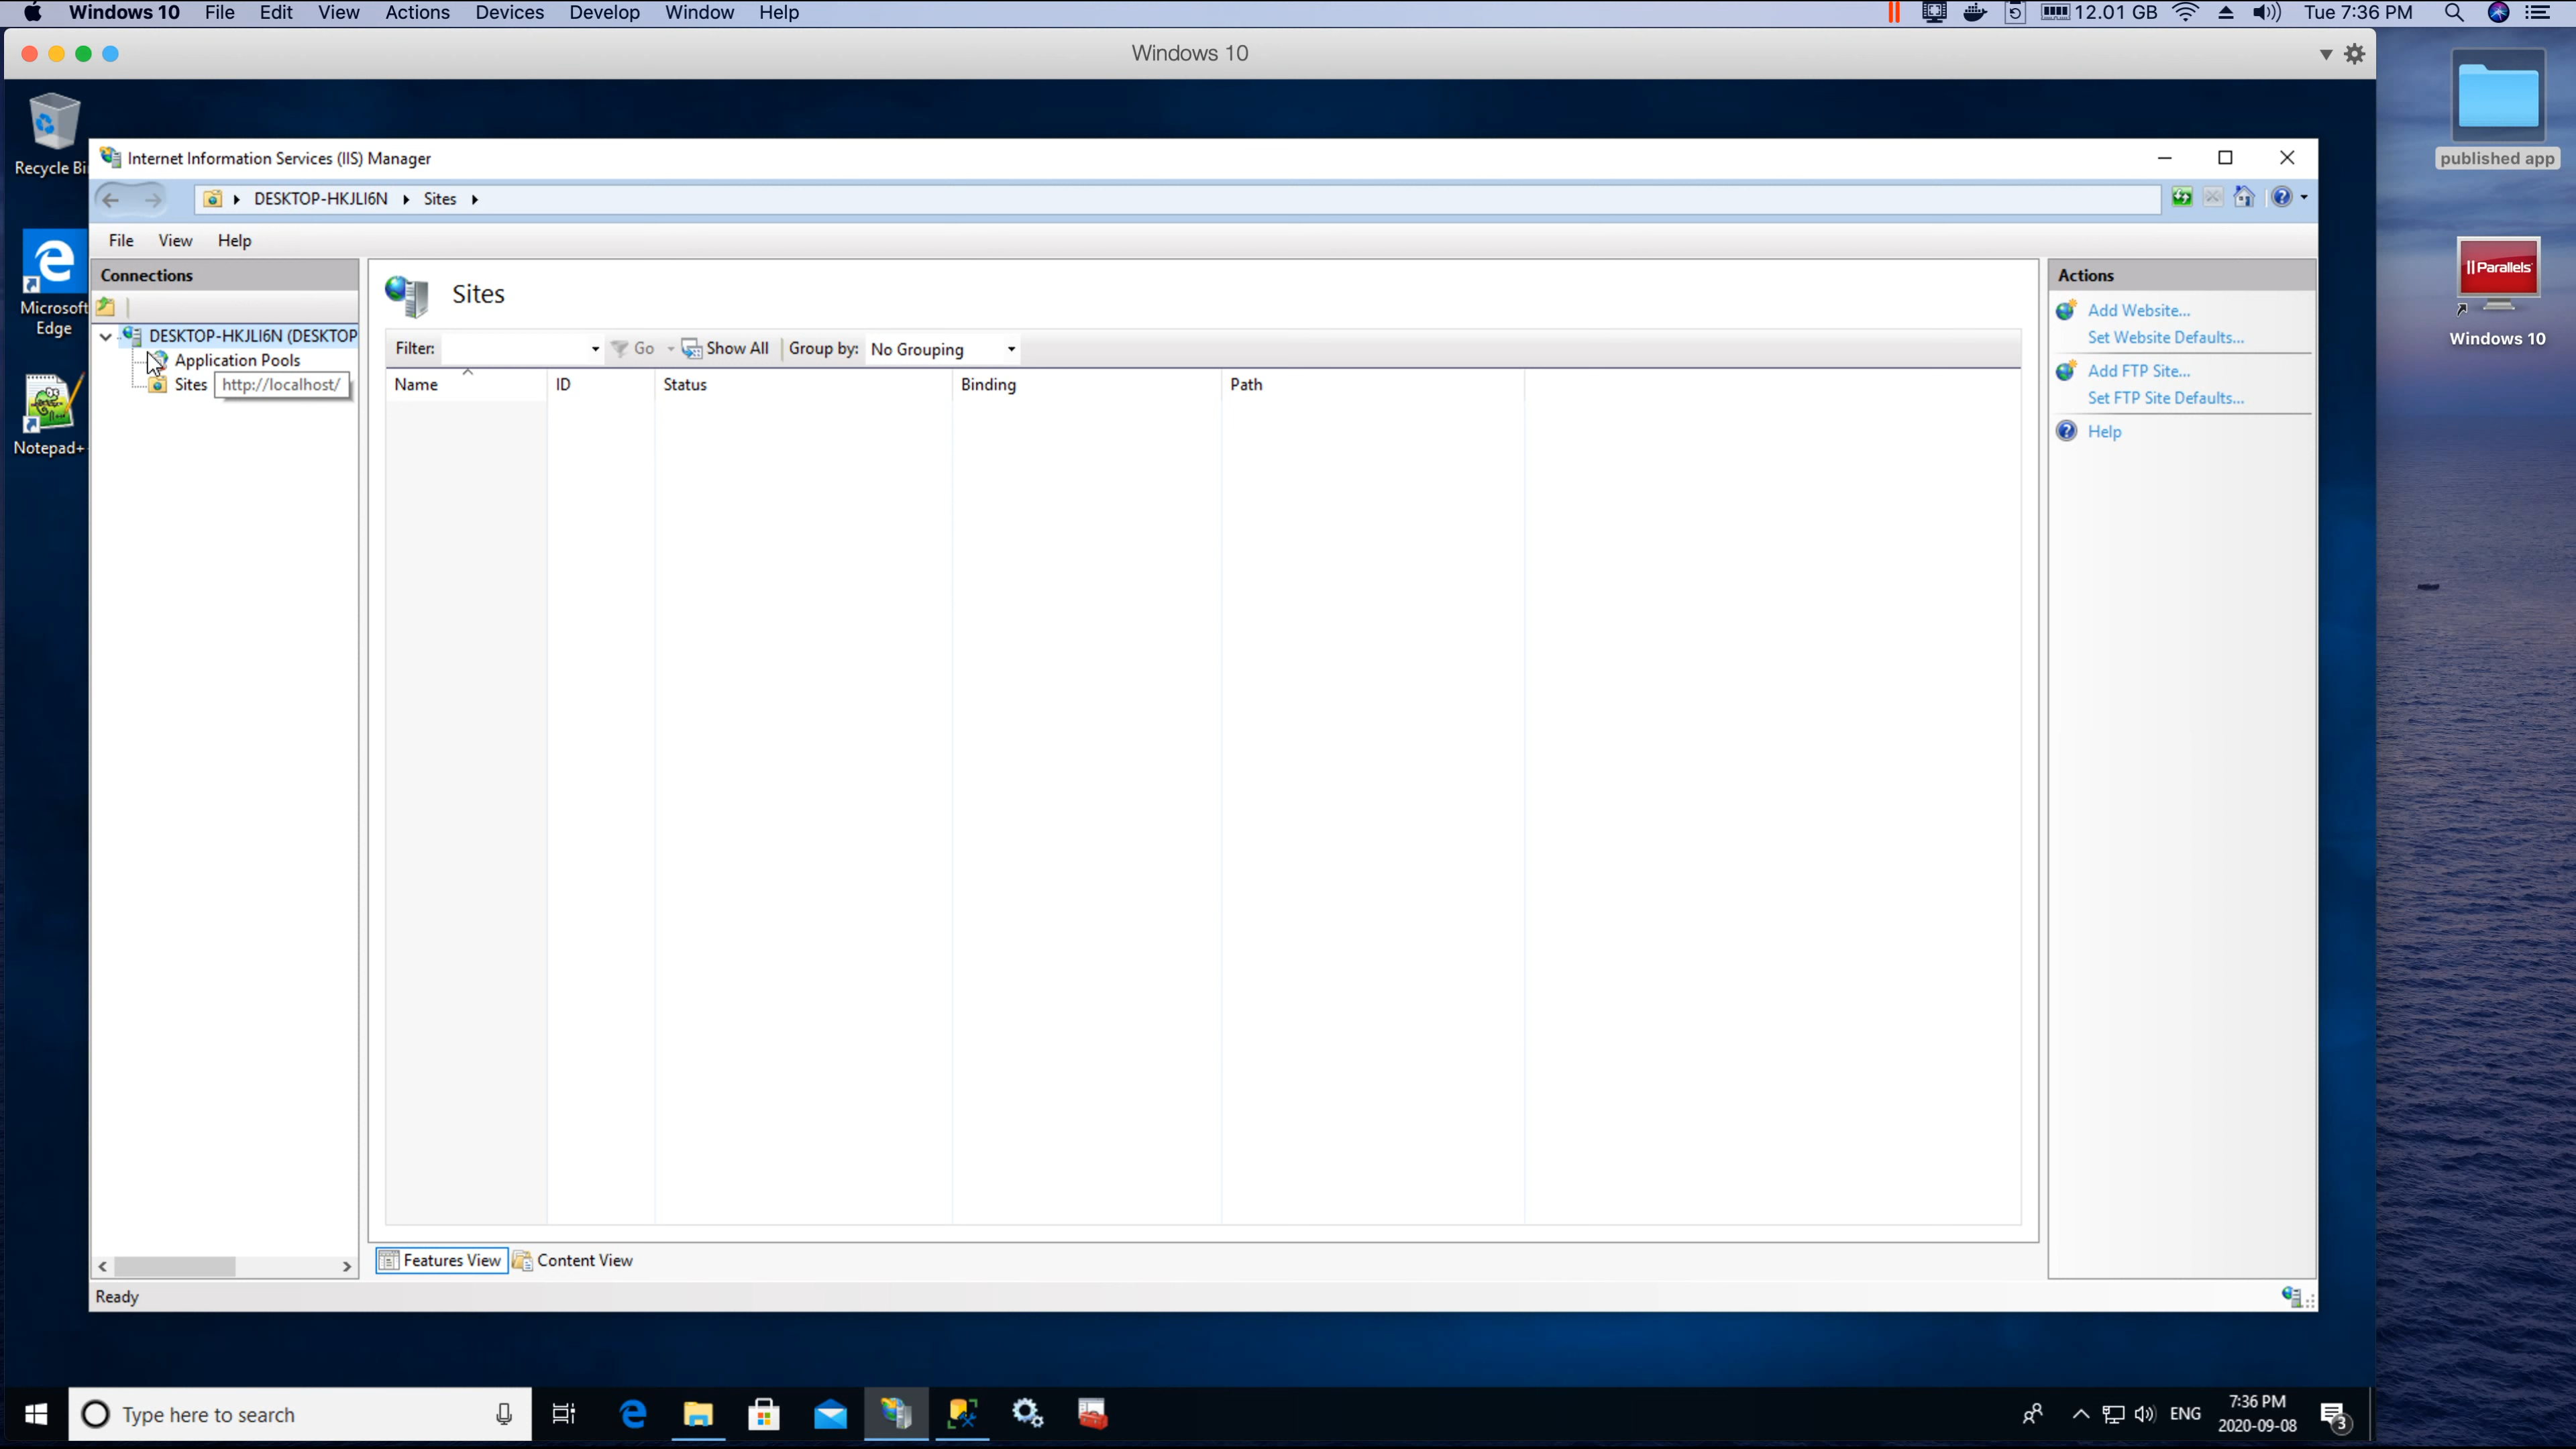 Windows 10 File Edit View Actions Devices Develop Window Help 12.01 GB Tue 7:36 PM
Windows 10
published app
Parallels
Windows 10
Recycle Bi
Microsoft
Edge
Notepad+
Internet Information Services (IIS) Manager
DESKTOP-HKJLI6N Sites
File View Help
Connections
DESKTOP-HKJLI6N (DESKTOP
Application Pools
Sites
http://localhost/
Sites
Filter: Go Show All Group by: No Grouping
Name ID Status Binding Path
Actions
Add Website...
Set Website Defaults...
Add FTP Site...
Set FTP Site Defaults...
Help
Features View Content View
Ready
Type here to search
ENG
7:36 PM
2020-09-08
3